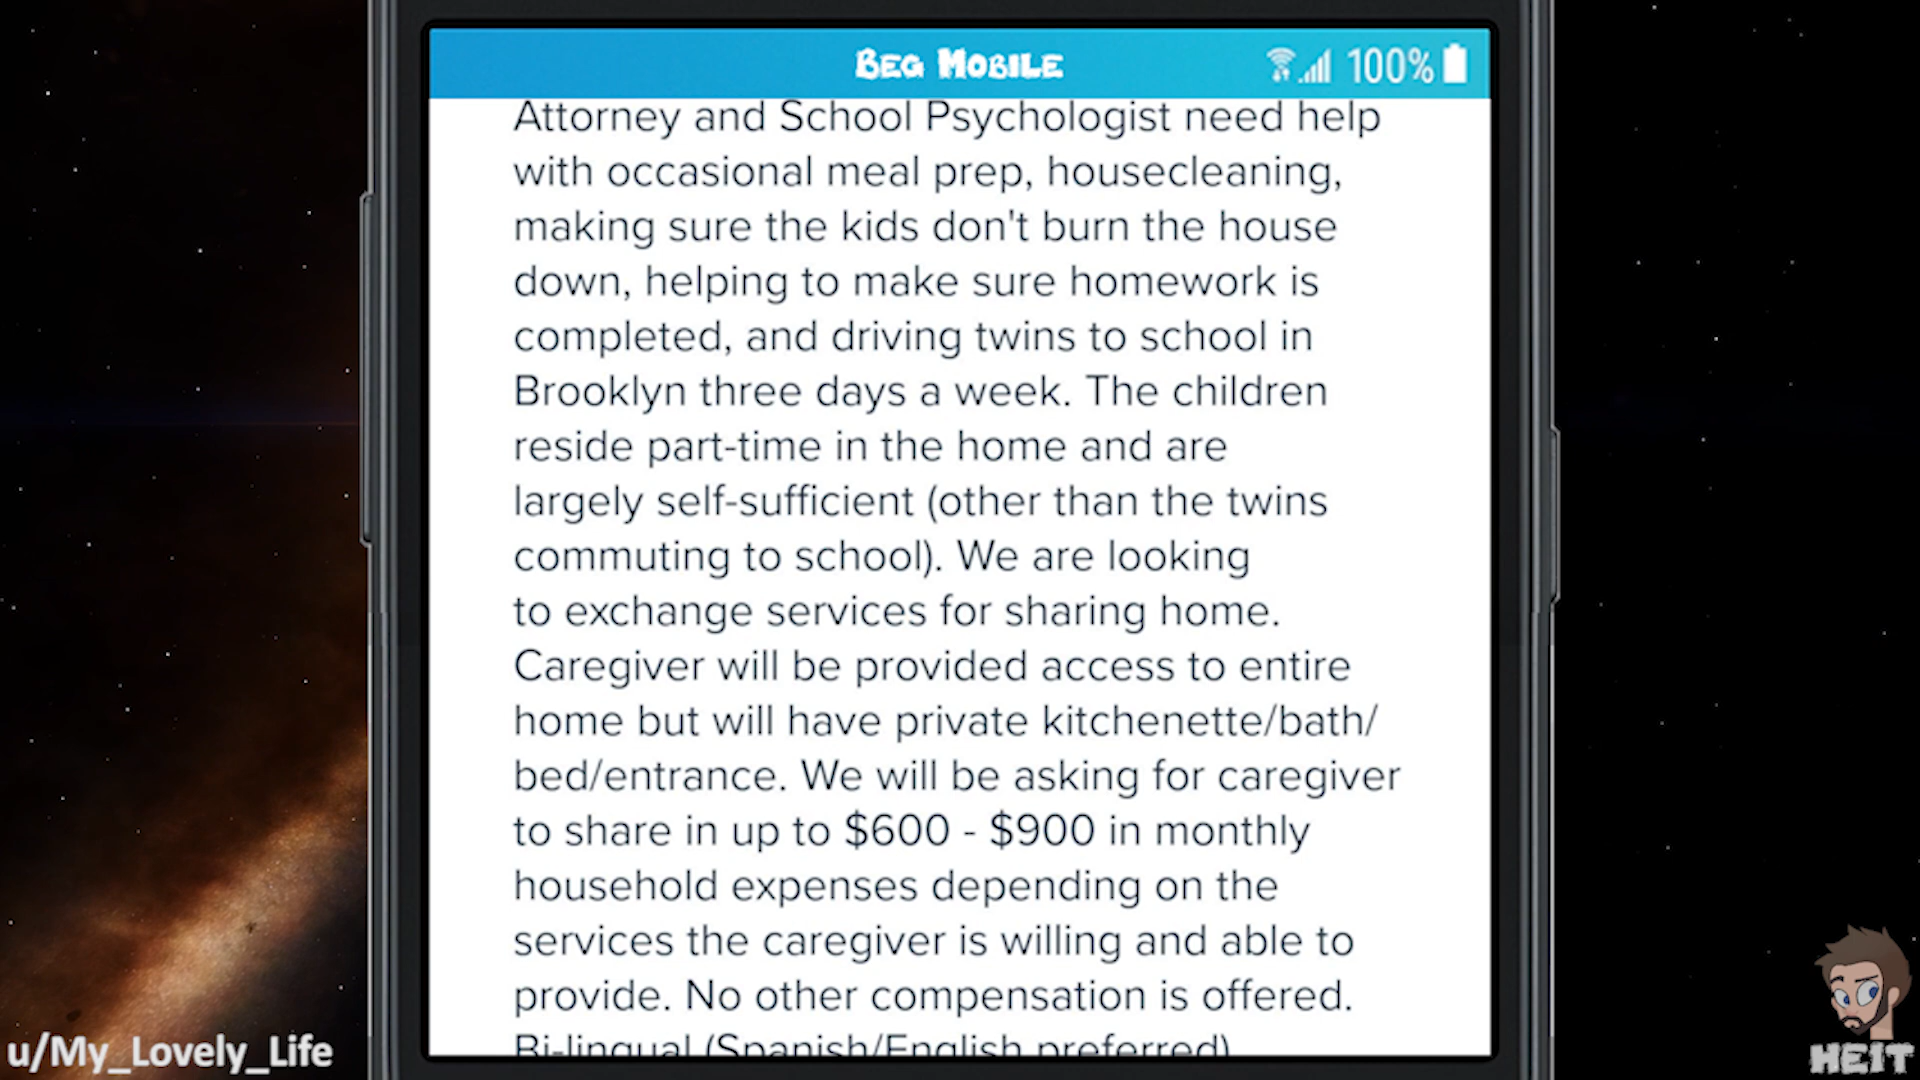 BEG MOBILE
100%
Attorney and School Psychologist need help
with occasional meal prep, housecleaning,
making sure the kids don't burn the house
down, helping to make sure homework is
completed, and driving twins to school in
Brooklyn three days a week. The children
reside part-time in the home and are
largely self-sufficient (other than the twins
commuting to school). We are looking
to exchange services for sharing home.
Caregiver will be provided access to entire
home but will have private kitchenette/bath/
bed/entrance. We will be asking for caregiver
to share in up to $600 - $900 in monthly
household expenses depending on the
services the caregiver is willing and able to
provide. No other compensation is offered.
Bi-lingual (Spanish/English preferred)
u/My_Lovely_Life
HEIT